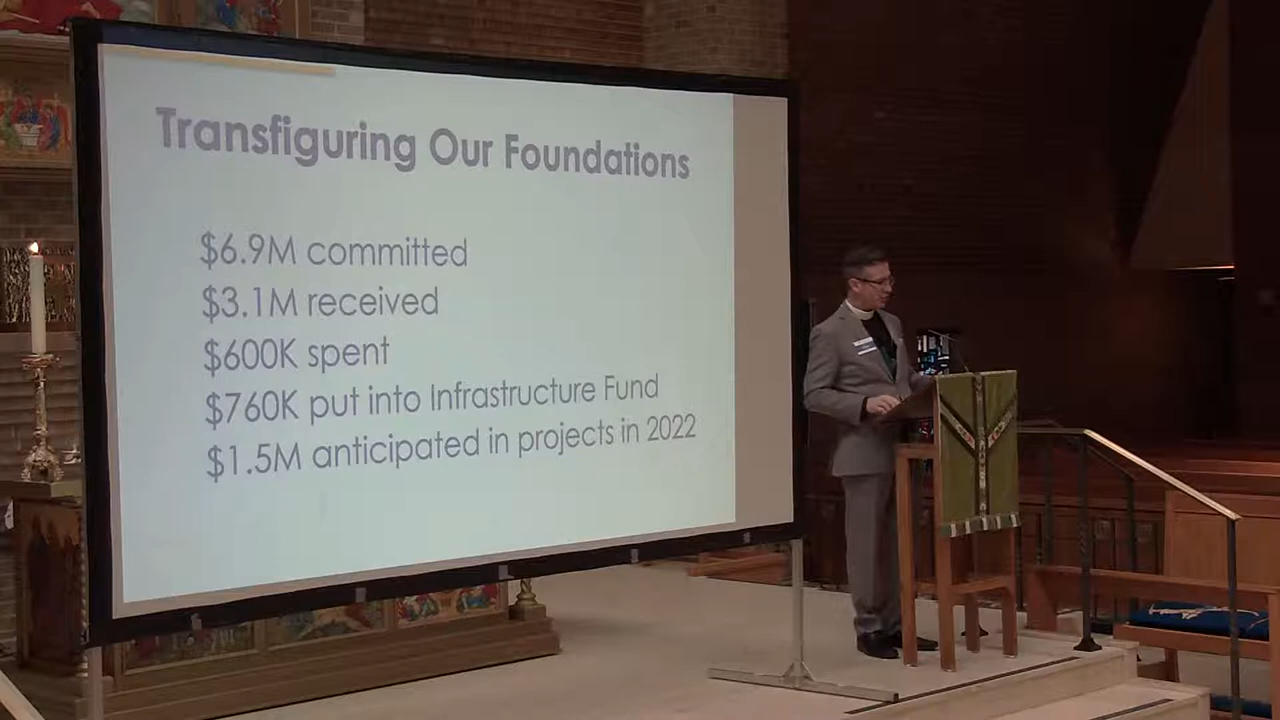 Transfiguring Our Foundations
$6.9M committed
$3.1M received
$600K spent
$760K put into Infrastructure Fund
$1.5M anticipated in projects in 2022